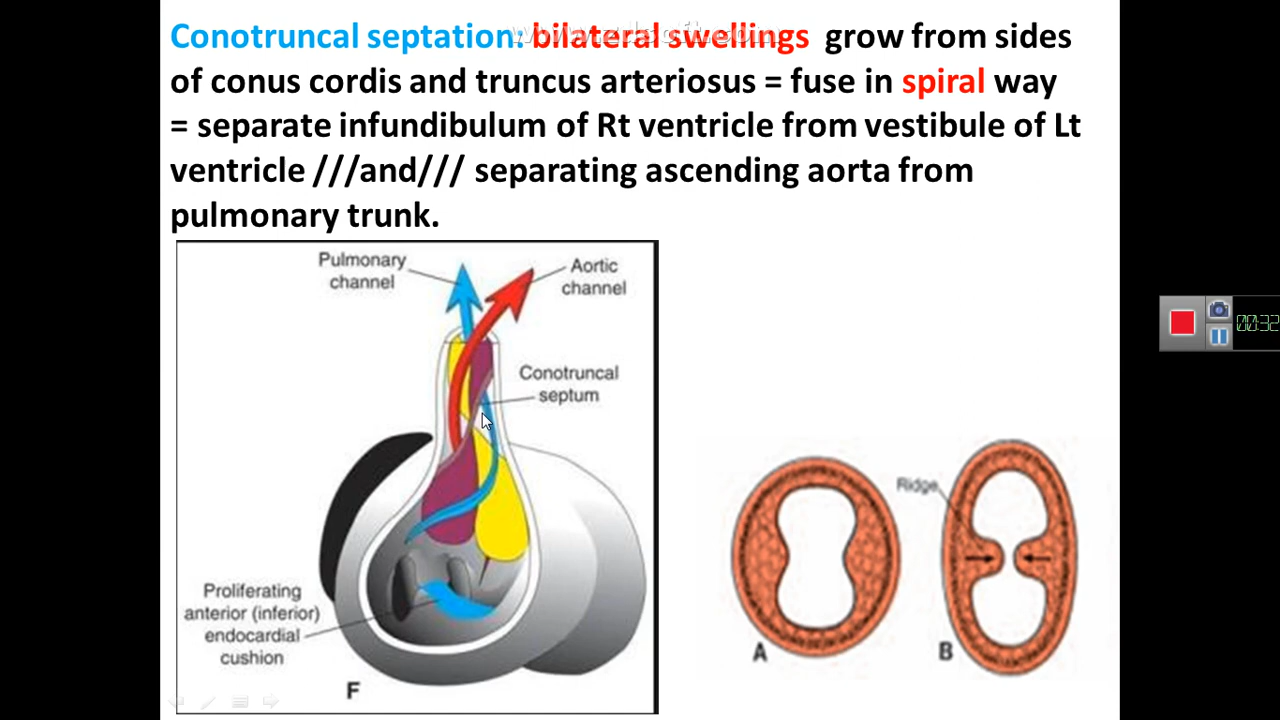 Conotruncal septation: bilateral swellings grow from sides
of conus cordis and truncus arteriosus = fuse in spiral way
= separate infundibulum of Rt ventricle from vestibule of Lt
ventricle ///and/// separating ascending aorta from
pulmonary trunk.
Pulmonary
channel
Aortic
channel
Conotruncal
septum
Proliferating
anterior (inferior)
endocardial
cushion
F
Ridge
A
B
00:32